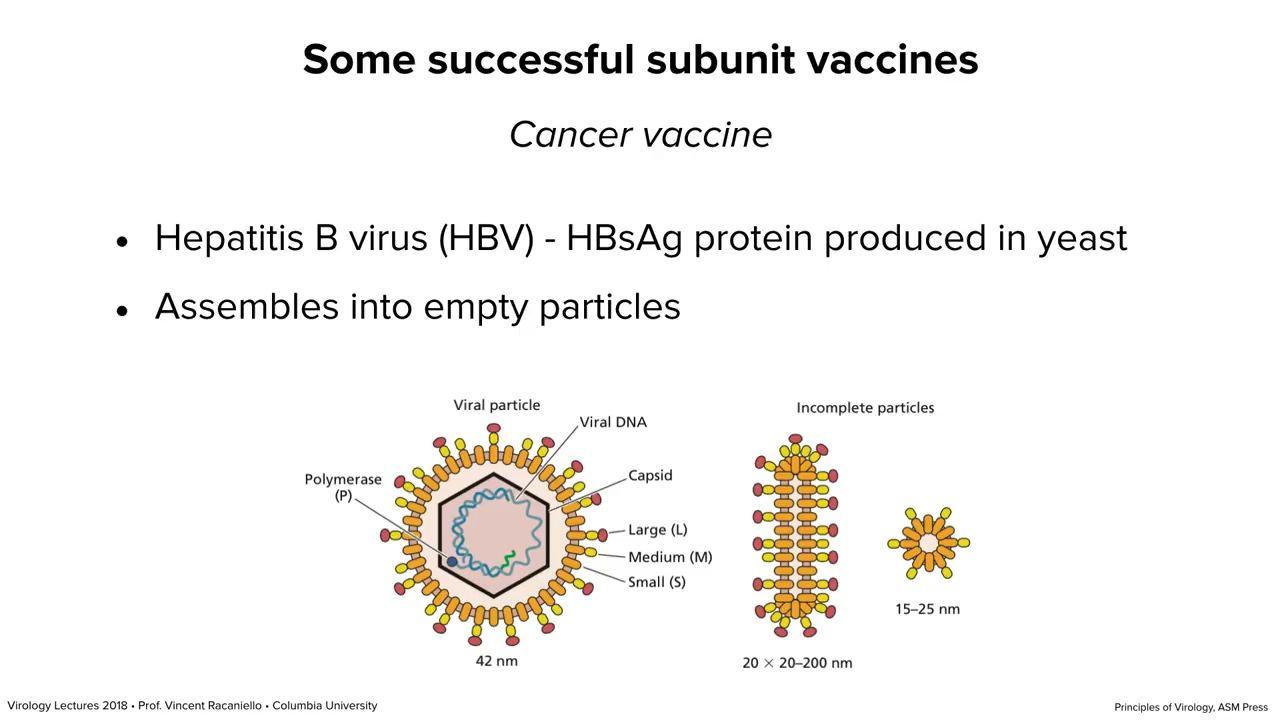 Some successful subunit vaccines
Cancer vaccine
• Hepatitis B virus (HBV) - HBsAg protein produced in yeast
• Assembles into empty particles
Viral particle
Viral DNA
Polymerase
(P)
Capsid
Large (L)
Medium (M)
Small (S)
42 nm
Incomplete particles
20 × 20–200 nm
15–25 nm
Virology Lectures 2018 • Prof. Vincent Racaniello • Columbia University
Principles of Virology, ASM Press